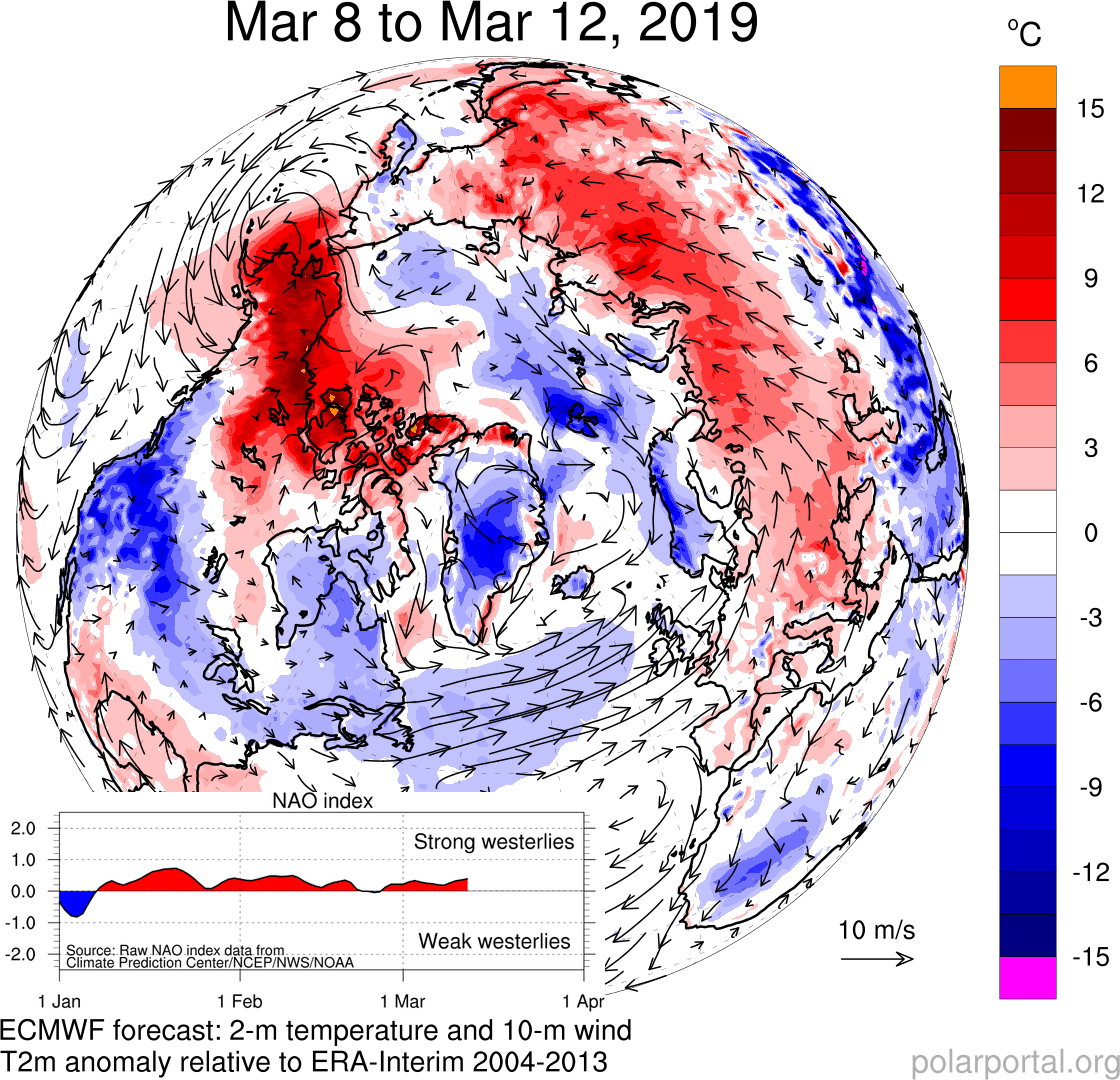 Mar 8 to Mar 12, 2019
°C
15
12
9
6
3
0
-3
-6
-9
-12
-15
NAO index
2.0
1.0
0.0
-1.0
-2.0
Strong westerlies
Weak westerlies
Source: Raw NAO index data from
Climate Prediction Center/NCEP/NWS/NOAA
1 Jan
1 Feb
1 Mar
1 Apr
10 m/s
ECMWF forecast: 2-m temperature and 10-m wind
T2m anomaly relative to ERA-Interim 2004-2013
polarportal.org